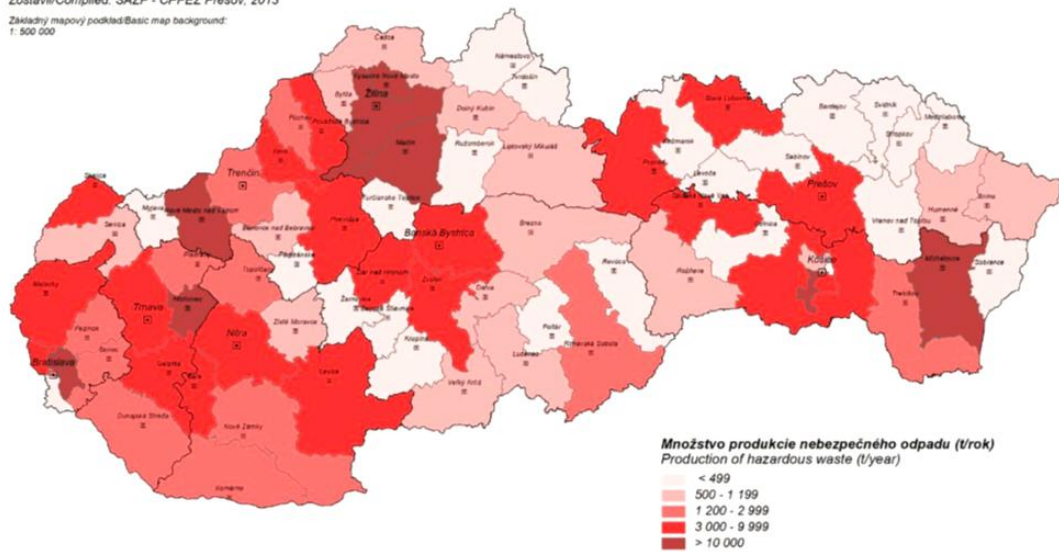 Zostavil/Compiled: SAŽP - CPPEZ Prešov, 2013
Základný mapový podklad/Basic map background:
1: 500 000
Čadca
Námestovo
Kysucké Nové Mesto
Tvrdošín
Bytča
Žilina
Dolný Kubín
Stará Ľubovňa
Bardejov
Svidník
Medzilaborce
Stropkov
Púchov
Považská Bystrica
Martin
Ružomberok
Liptovský Mikuláš
Kežmarok
Poprad
Sabinov
Levoča
Trenčín
Skalica
Myjava
Nové Mesto nad Váhom
Turčianske Teplice
Prievidza
Prešov
Spišská Nová Ves
Humenné
Snina
Vranov nad Topľou
Senica
Bánovce nad Bebravou
Banská Bystrica
Brezno
Gelnica
Piešťany
Partizánske
Topoľčany
Žiar nad Hronom
Zvolen
Detva
Revúca
Rožňava
Košice
Michalovce
Sobrance
Malacky
Trnava
Hlohovec
Zlaté Moravce
Žarnovica
Banská Štiavnica
Trebišov
Pezinok
Senec
Nitra
Krupina
Poltár
Rimavská Sobota
Lučenec
Bratislava
Galanta
Šaľa
Levice
Veľký Krtíš
Dunajská Streda
Nové Zámky
Komárno
Množstvo produkcie nebezpečného odpadu (t/rok)
Production of hazardous waste (t/year)
< 499
500 - 1 199
1 200 - 2 999
3 000 - 9 999
> 10 000